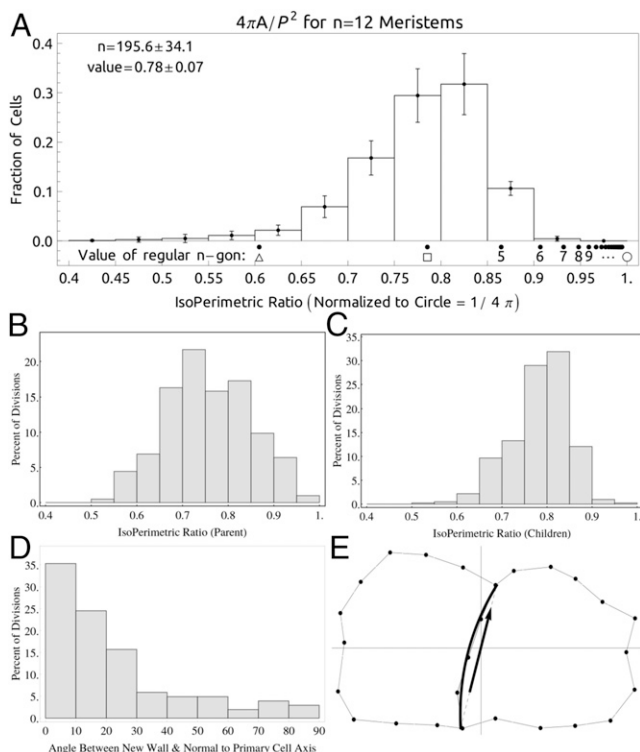 A
4πA/P² for n=12 Meristems
n=195.6±34.1
value=0.78±0.07
Fraction of Cells
0.4
0.3
0.2
0.1
0.0
Value of regular n-gon: △ □ 5 6 7 8 9 ... ○
0.4 0.45 0.5 0.55 0.6 0.65 0.7 0.75 0.8 0.85 0.9 0.95 1.
IsoPerimetric Ratio (Normalized to Circle = 1/ 4 π)
B
Percent of Divisions
20.
15.
10.
5.
0.
0.4 0.5 0.6 0.7 0.8 0.9 1.
IsoPerimetric Ratio (Parent)
C
Percent of Divisions
35.
30.
25.
20.
15.
10.
5.
0.
0.4 0.5 0.6 0.7 0.8 0.9 1.
IsoPerimetric Ratio (Children)
D
Percent of Divisions
35.
30.
25.
20.
15.
10.
5.
0.
0 10 20 30 40 50 60 70 80 90
Angle Between New Wall & Normal to Primary Cell Axis
E